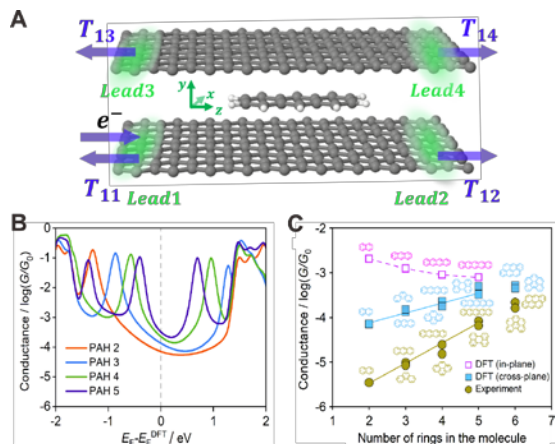 A
T13
T14
Lead3
Lead4
y
x
z
e−
T11
Lead1
Lead2
T12
B
C
Conductance / log(G/G0)
0
-1
-2
-3
-4
-5
-6
PAH 2
PAH 3
PAH 4
PAH 5
-2
-1
0
1
2
EF-EFDFT / eV
Conductance / log(G/G0)
-2
-3
-4
-5
-6
DFT (in-plane)
DFT (cross-plane)
Experiment
1
2
3
4
5
6
7
Number of rings in the molecule